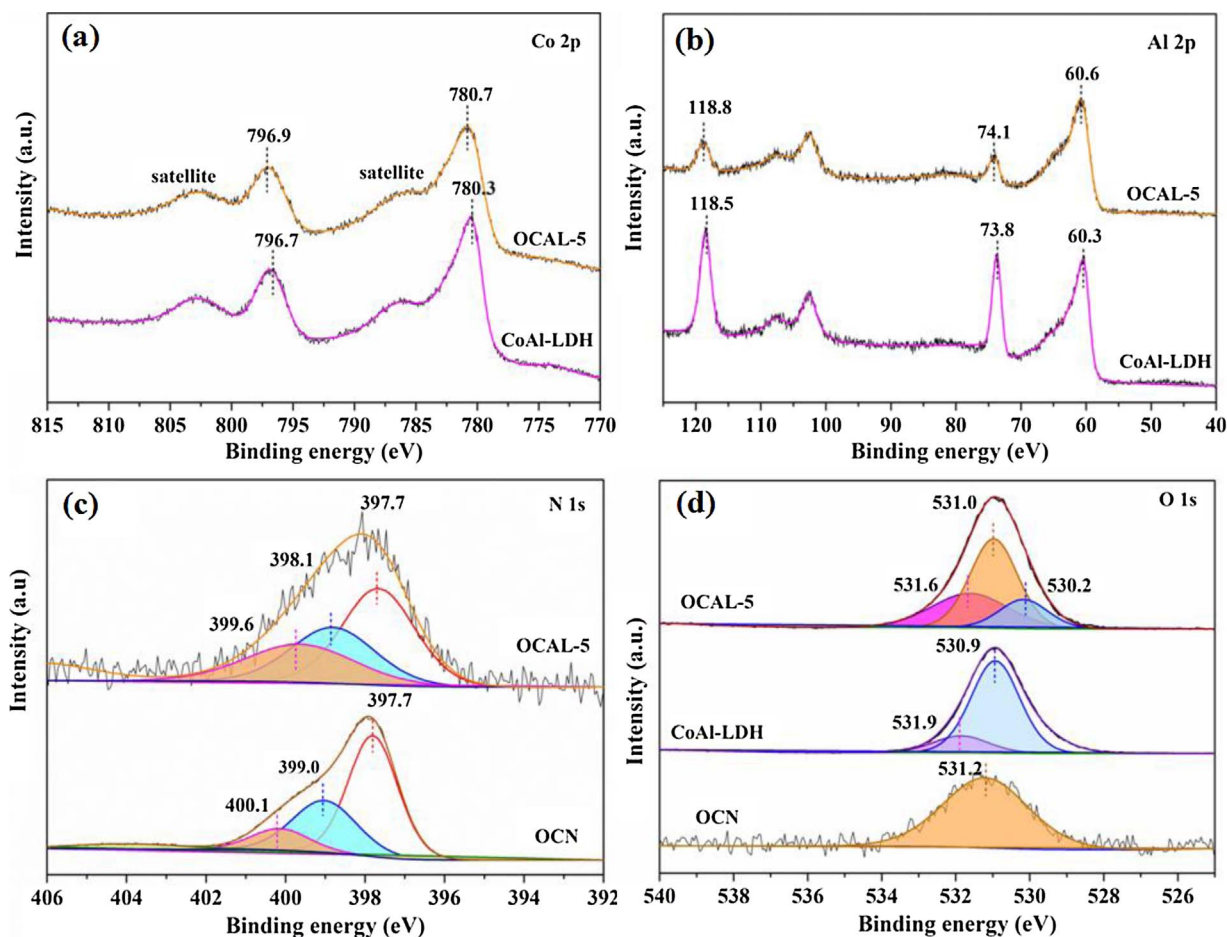 (a)
Co 2p
780.7
796.9
satellite
satellite
780.3
OCAL-5
796.7
CoAl-LDH
Intensity (a.u.)
815 810 805 800 795 790 785 780 775 770
Binding energy (eV)
(b)
Al 2p
60.6
118.8
74.1
OCAL-5
118.5
73.8
60.3
CoAl-LDH
Intensity (a.u.)
120 110 100 90 80 70 60 50 40
Binding energy (eV)
(c)
N 1s
397.7
398.1
399.6
OCAL-5
397.7
399.0
400.1
OCN
Intensity (a.u)
406 404 402 400 398 396 394 392
Binding energy (eV)
(d)
O 1s
531.0
531.6
530.2
OCAL-5
530.9
CoAl-LDH
531.9
531.2
OCN
Intensity (a.u.)
540 538 536 534 532 530 528 526
Binding energy (eV)